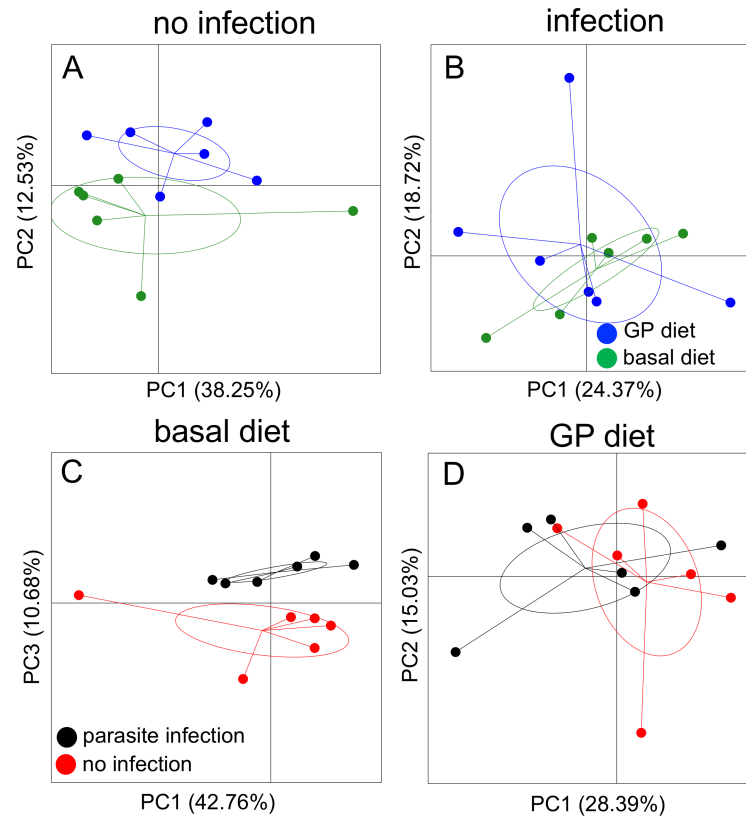 no infection
infection
A
B
PC2 (12.53%)
PC2 (18.72%)
GP diet
basal diet
PC1 (38.25%)
PC1 (24.37%)
basal diet
GP diet
C
D
PC3 (10.68%)
PC2 (15.03%)
parasite infection
no infection
PC1 (42.76%)
PC1 (28.39%)